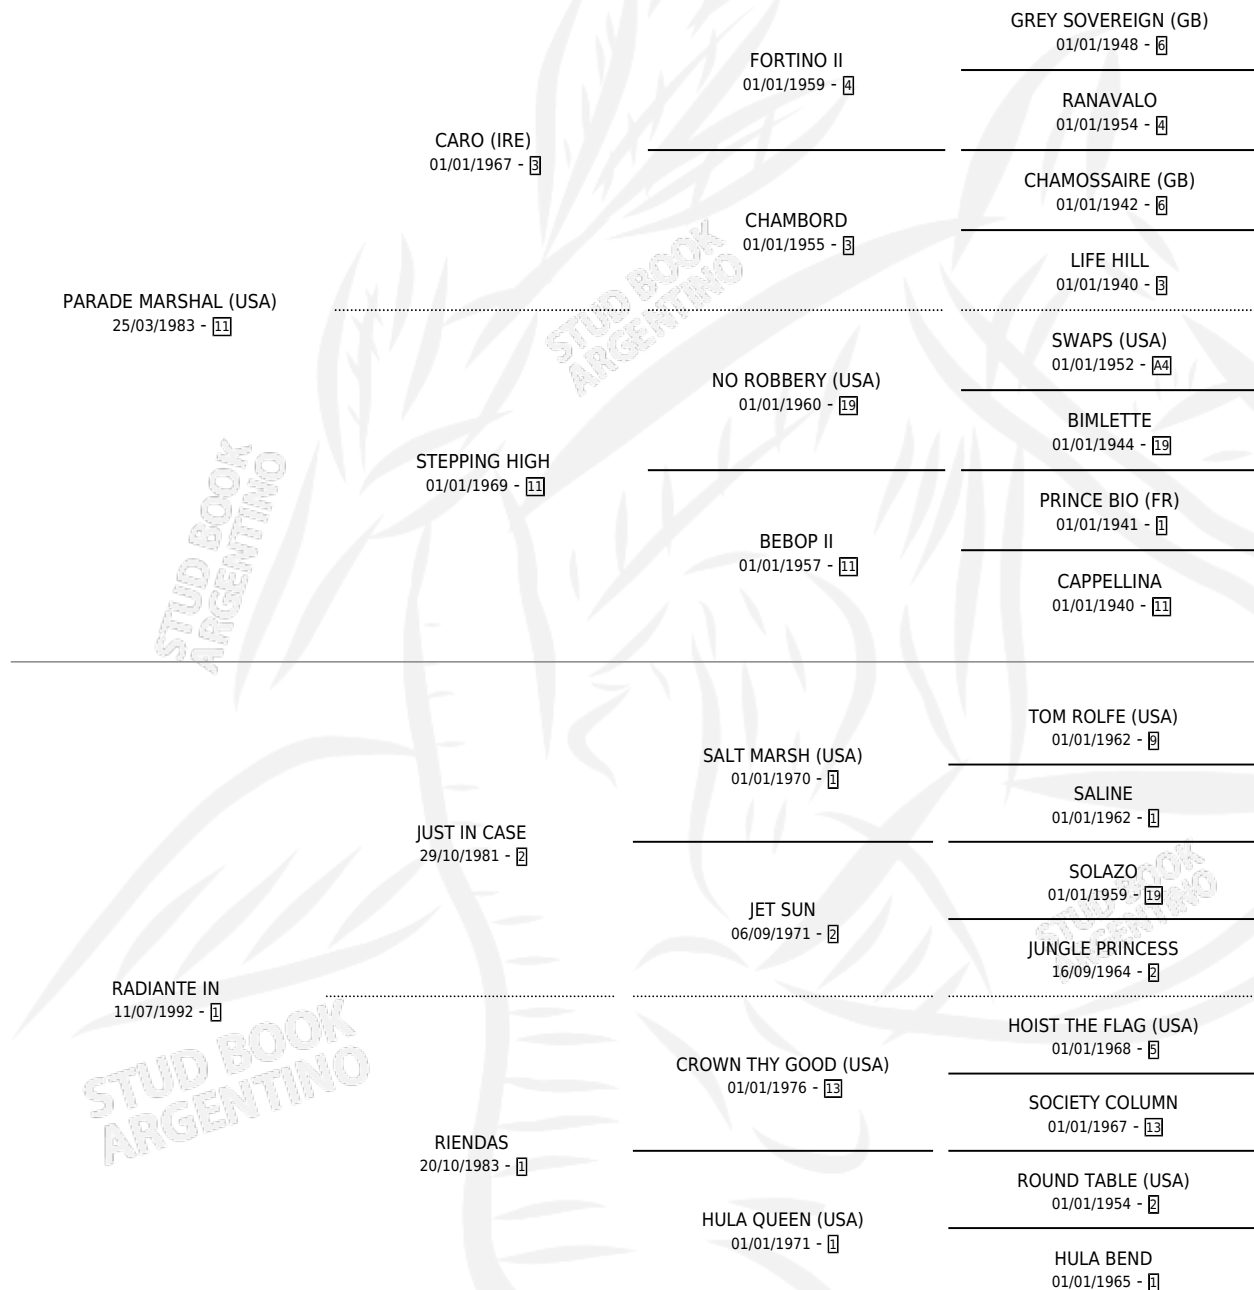 GREY SOVEREIGN (GB)
01/01/1948 - 6
FORTINO II
01/01/1959 - 4
RANAVALO
01/01/1954 - 4
CARO (IRE)
01/01/1967 - 3
CHAMOSSAIRE (GB)
01/01/1942 - 6
CHAMBORD
01/01/1955 - 3
LIFE HILL
01/01/1940 - 3
PARADE MARSHAL (USA)
25/03/1983 - 11
SWAPS (USA)
01/01/1952 - A4
NO ROBBERY (USA)
01/01/1960 - 19
BIMLETTE
01/01/1944 - 19
STEPPING HIGH
01/01/1969 - 11
PRINCE BIO (FR)
01/01/1941 - 1
BEBOP II
01/01/1957 - 11
CAPPELLINA
01/01/1940 - 11
STUD BOOK
ARGENTINO
STUD BOOK
ARGENTINO
TOM ROLFE (USA)
01/01/1962 - 9
SALT MARSH (USA)
01/01/1970 - 1
SALINE
01/01/1962 - 1
JUST IN CASE
29/10/1981 - 2
SOLAZO
01/01/1959 - 19
JET SUN
06/09/1971 - 2
JUNGLE PRINCESS
16/09/1964 - 2
RADIANTE IN
11/07/1992 - 1
HOIST THE FLAG (USA)
01/01/1968 - 5
CROWN THY GOOD (USA)
01/01/1976 - 13
SOCIETY COLUMN
01/01/1967 - 13
RIENDAS
20/10/1983 - 1
ROUND TABLE (USA)
01/01/1954 - 2
HULA QUEEN (USA)
01/01/1971 - 1
HULA BEND
01/01/1965 - 1
STUD BOOK
ARGENTINO
STUD BOOK
ARGENTINO